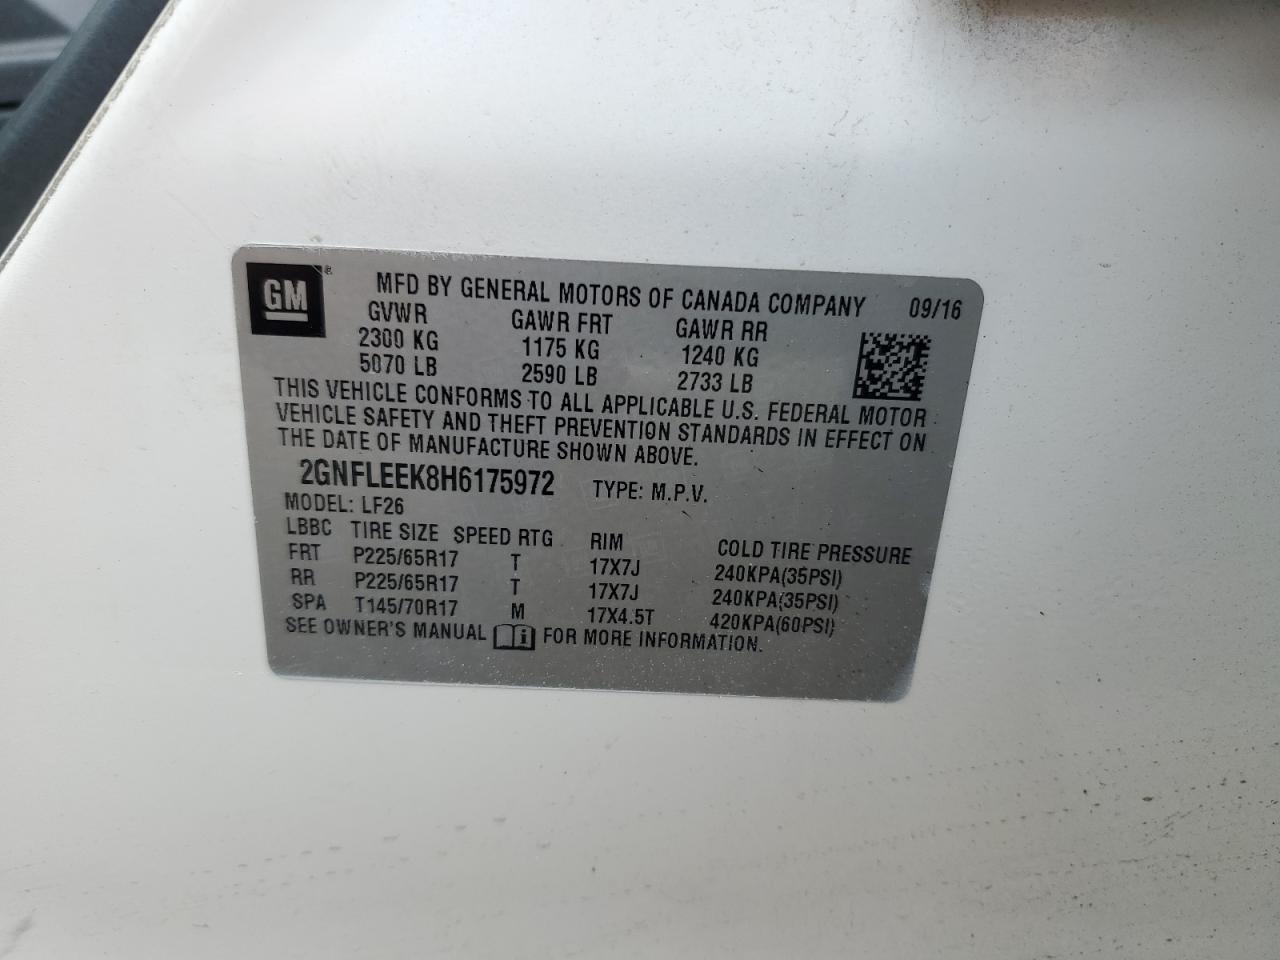 GM ®
MFD BY GENERAL MOTORS OF CANADA COMPANY 09/16
GVWR GAWR FRT GAWR RR
2300 KG 1175 KG 1240 KG
5070 LB 2590 LB 2733 LB
THIS VEHICLE CONFORMS TO ALL APPLICABLE U.S. FEDERAL MOTOR
VEHICLE SAFETY AND THEFT PREVENTION STANDARDS IN EFFECT ON
THE DATE OF MANUFACTURE SHOWN ABOVE.
2GNFLEEK8H6175972 TYPE: M.P.V.
MODEL: LF26
LBBC TIRE SIZE SPEED RTG RIM COLD TIRE PRESSURE
FRT P225/65R17 T 17X7J 240KPA(35PSI)
RR P225/65R17 T 17X7J 240KPA(35PSI)
SPA T145/70R17 M 17X4.5T 420KPA(60PSI)
SEE OWNER'S MANUAL i FOR MORE INFORMATION.